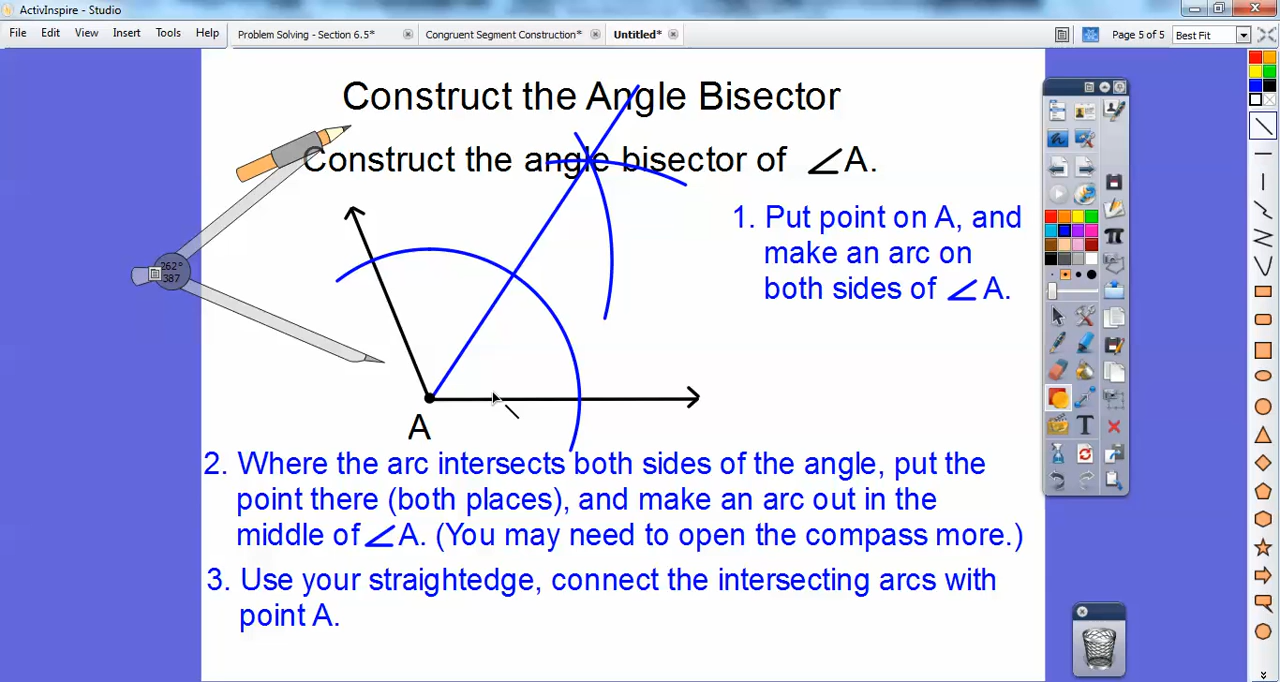 ActivInspire - Studio
File Edit View Insert Tools Help
Problem Solving - Section 6.5* Congruent Segment Construction* Untitled*
Page 5 of 5 Best Fit
Construct the Angle Bisector
Construct the angle bisector of ∠A.
1. Put point on A, and
make an arc on
both sides of ∠A.
262°
387
A
2. Where the arc intersects both sides of the angle, put the
point there (both places), and make an arc out in the
middle of ∠A. (You may need to open the compass more.)
3. Use your straightedge, connect the intersecting arcs with
point A.